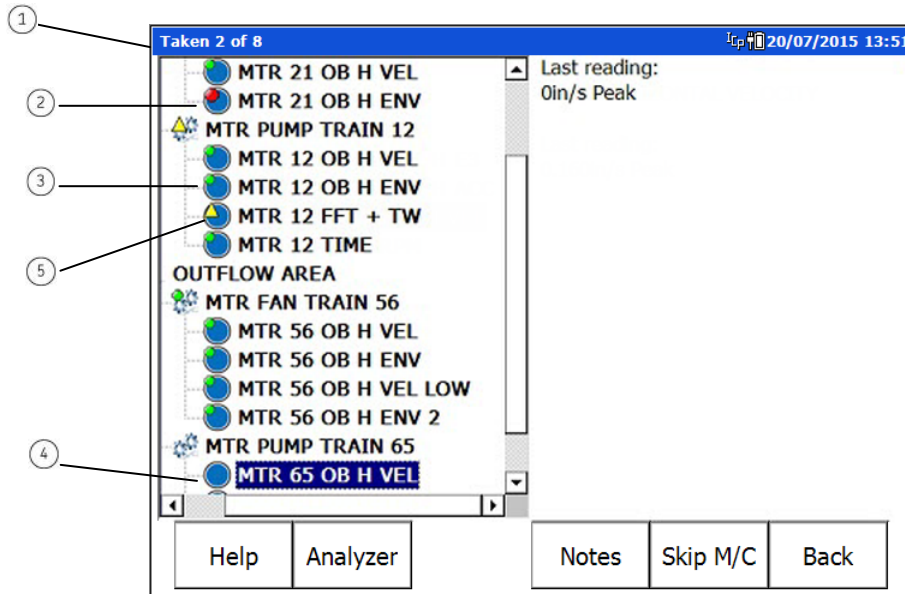 1
Taken 2 of 8
ICP 20/07/2015 13:51
MTR 21 OB H VEL
Last reading:
2
MTR 21 OB H ENV
0in/s Peak
MTR PUMP TRAIN 12
MTR 12 OB H VEL
3
MTR 12 OB H ENV
MTR 12 FFT + TW
MTR 12 TIME
5
OUTFLOW AREA
MTR FAN TRAIN 56
MTR 56 OB H VEL
MTR 56 OB H ENV
MTR 56 OB H VEL LOW
MTR 56 OB H ENV 2
4
MTR PUMP TRAIN 65
MTR 65 OB H VEL
Help
Analyzer
Notes
Skip M/C
Back